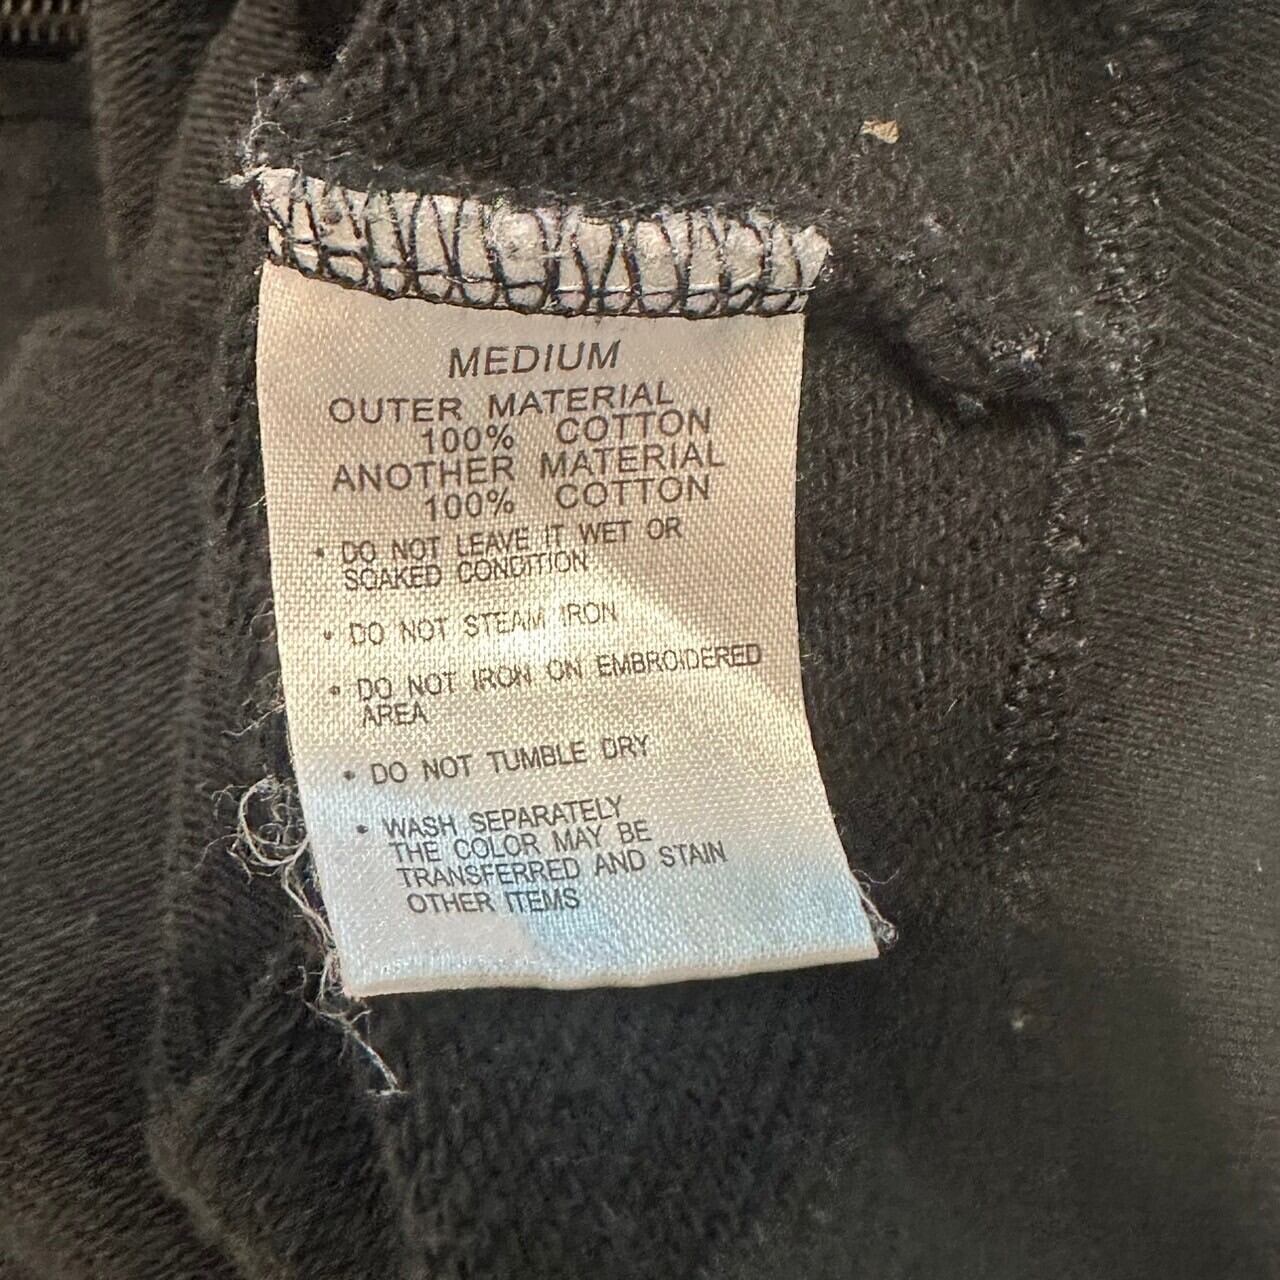 MEDIUM
OUTER MATERIAL
100% COTTON
ANOTHER MATERIAL
100% COTTON
• DO NOT LEAVE IT WET OR
SOAKED CONDITION
• DO NOT STEAM IRON
• DO NOT IRON ON EMBROIDERED
AREA
• DO NOT TUMBLE DRY
• WASH SEPARATELY
THE COLOR MAY BE
TRANSFERRED AND STAIN
OTHER ITEMS